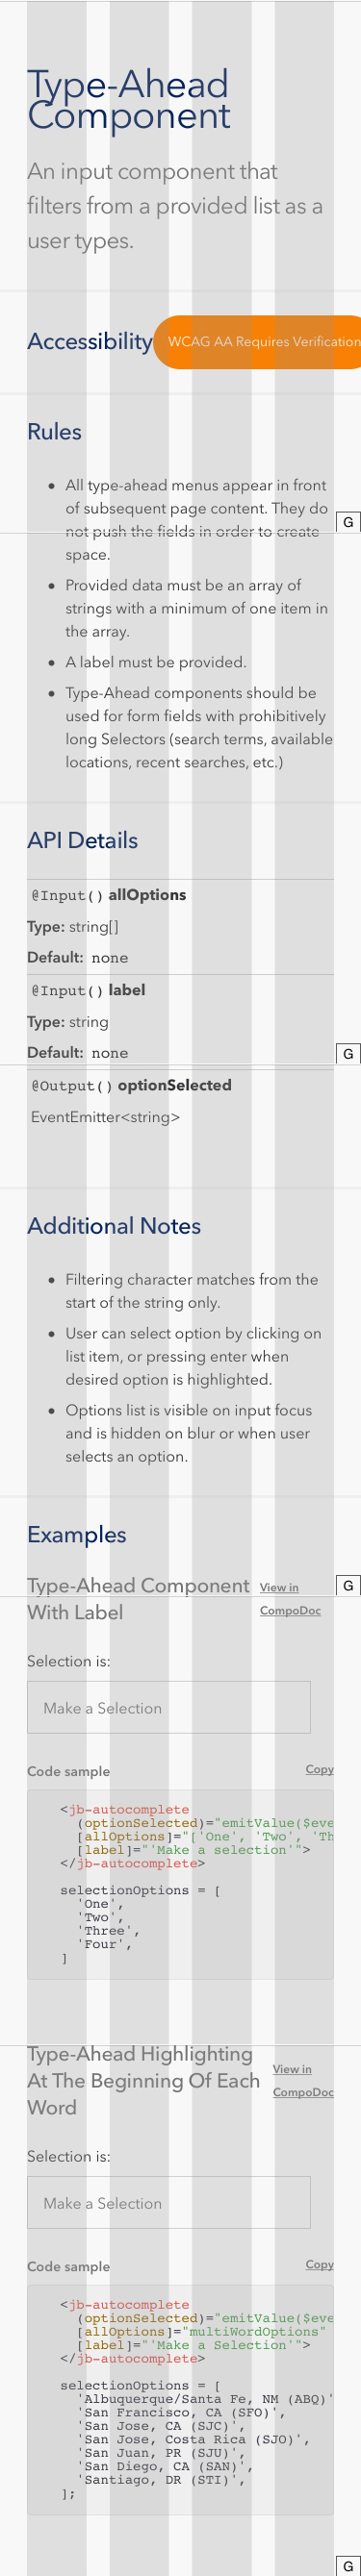 Type-Ahead
Component
An input component that
filters from a provided list as a
user types.
Accessibility
WCAG AA Requires Verification
Rules
• All type-ahead menus appear in front
of subsequent page content. They do
G
not push the fields in order to create
space.
• Provided data must be an array of
strings with a minimum of one item in
the array.
• A label must be provided.
• Type-Ahead components should be
used for form fields with prohibitively
long Selectors (search terms, available
locations, recent searches, etc.)
API Details
@Input() allOptions
Type: string[]
Default: none
@Input() label
Type: string
Default: none
G
@Output() optionSelected
EventEmitter<string>
Additional Notes
• Filtering character matches from the
start of the string only.
• User can select option by clicking on
list item, or pressing enter when
desired option is highlighted.
• Options list is visible on input focus
and is hidden on blur or when user
selects an option.
Examples
Type-Ahead Component
With Label
View in
CompoDoc
G
Selection is:
Make a Selection
Code sample
Copy
<jb-autocomplete
(optionSelected)="emitValue($eve
[allOptions]="['One', 'Two', 'Th
[label]="'Make a selection'">
</jb-autocomplete>
selectionOptions = [
'One',
'Two',
'Three',
'Four',
]
Type-Ahead Highlighting
At The Beginning Of Each
Word
View in
CompoDoc
Selection is:
Make a Selection
Code sample
Copy
<jb-autocomplete
(optionSelected)="emitValue($eve
[allOptions]="multiWordOptions"
[label]="'Make a Selection'">
</jb-autocomplete>
selectionOptions = [
'Albuquerque/Santa Fe, NM (ABQ)'
'San Francisco, CA (SFO)',
'San Jose, CA (SJC)',
'San Jose, Costa Rica (SJO)',
'San Juan, PR (SJU)',
'San Diego, CA (SAN)',
'Santiago, DR (STI)',
];
G